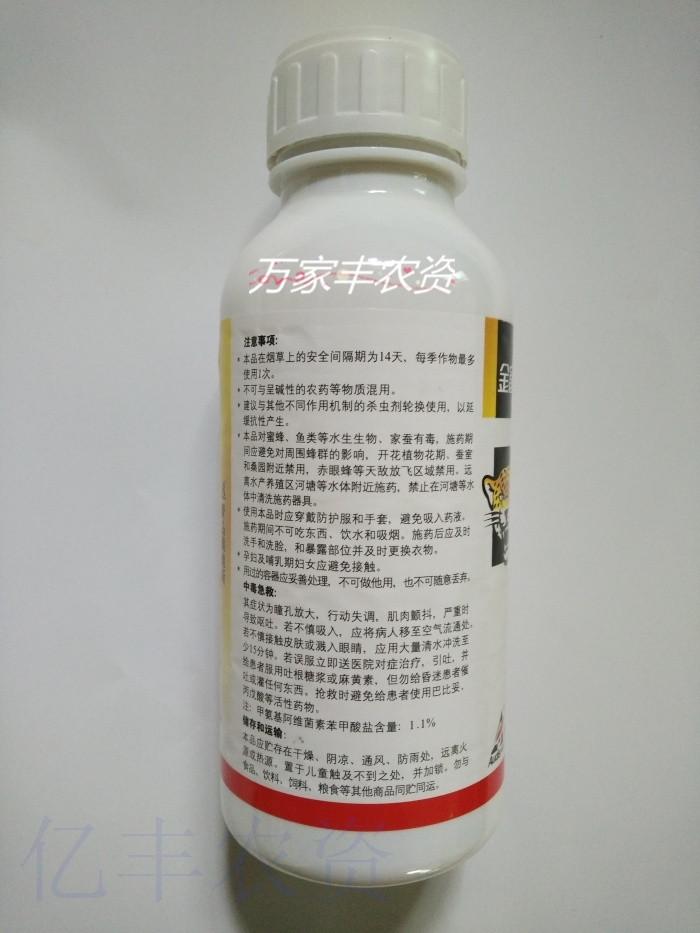 万家丰农资
注意事项:
•本品在烟草上的安全间隔期为14天,每季作物最多
使用1次。
•不可与呈碱性的农药等物质混用。
•建议与其他不同作用机制的杀虫剂轮换使用,以延
缓抗性产生。
•本品对蜜蜂、鱼类等水生生物、家蚕有毒,施药期
间应避免对周围蜂群的影响,开花植物花期、蚕室
和桑园附近禁用,赤眼蜂等天敌放飞区域禁用。远
离水产养殖区河塘等水体附近施药,禁止在河塘等水
体中清洗施药器具。
•使用本品时应穿戴防护服和手套,避免吸入药液。
施药期间不可吃东西、饮水和吸烟。施药后应及时
洗手和洗脸,和暴露部位并及时更换衣物。
•孕妇及哺乳期妇女应避免接触。
•用过的容器应妥善处理,不可做他用,也不可随意丢弃。
中毒急救:
其症状为瞳孔放大,行动失调,肌肉颤抖,严重时
导致呕吐。若不慎吸入,应将病人移至空气流通处。
若不慎接触皮肤或溅入眼睛,应用大量清水冲洗至
少15分钟。若误服立即送医院对症治疗,引吐,并
给患者服用吐根糖浆或麻黄素,但勿给昏迷患者催
吐或灌任何东西。抢救时避免给患者使用巴比妥、
丙戊酸等活性药物。
注:甲氨基阿维菌素苯甲酸盐含量:1.1%
储存和运输:
本品应贮存在干燥、阴凉、通风、防雨处,远离火
源或热源。置于儿童触及不到之处,并加锁。勿与
食品、饮料、饲料、粮食等其他商品同贮同运。
亿丰农资